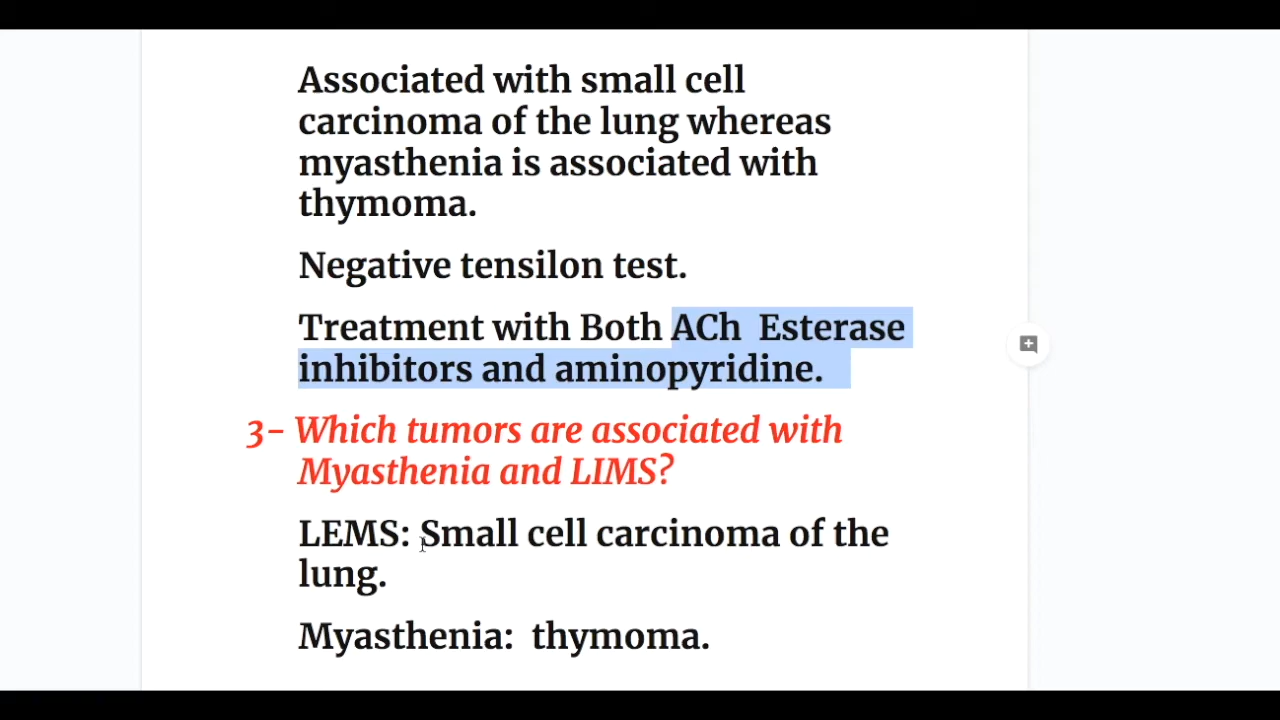 Associated with small cell
carcinoma of the lung whereas
myasthenia is associated with
thymoma.
Negative tensilon test.
Treatment with Both ACh  Esterase
inhibitors and aminopyridine.
3- Which tumors are associated with
Myasthenia and LIMS?
LEMS: Small cell carcinoma of the
lung.
Myasthenia:  thymoma.